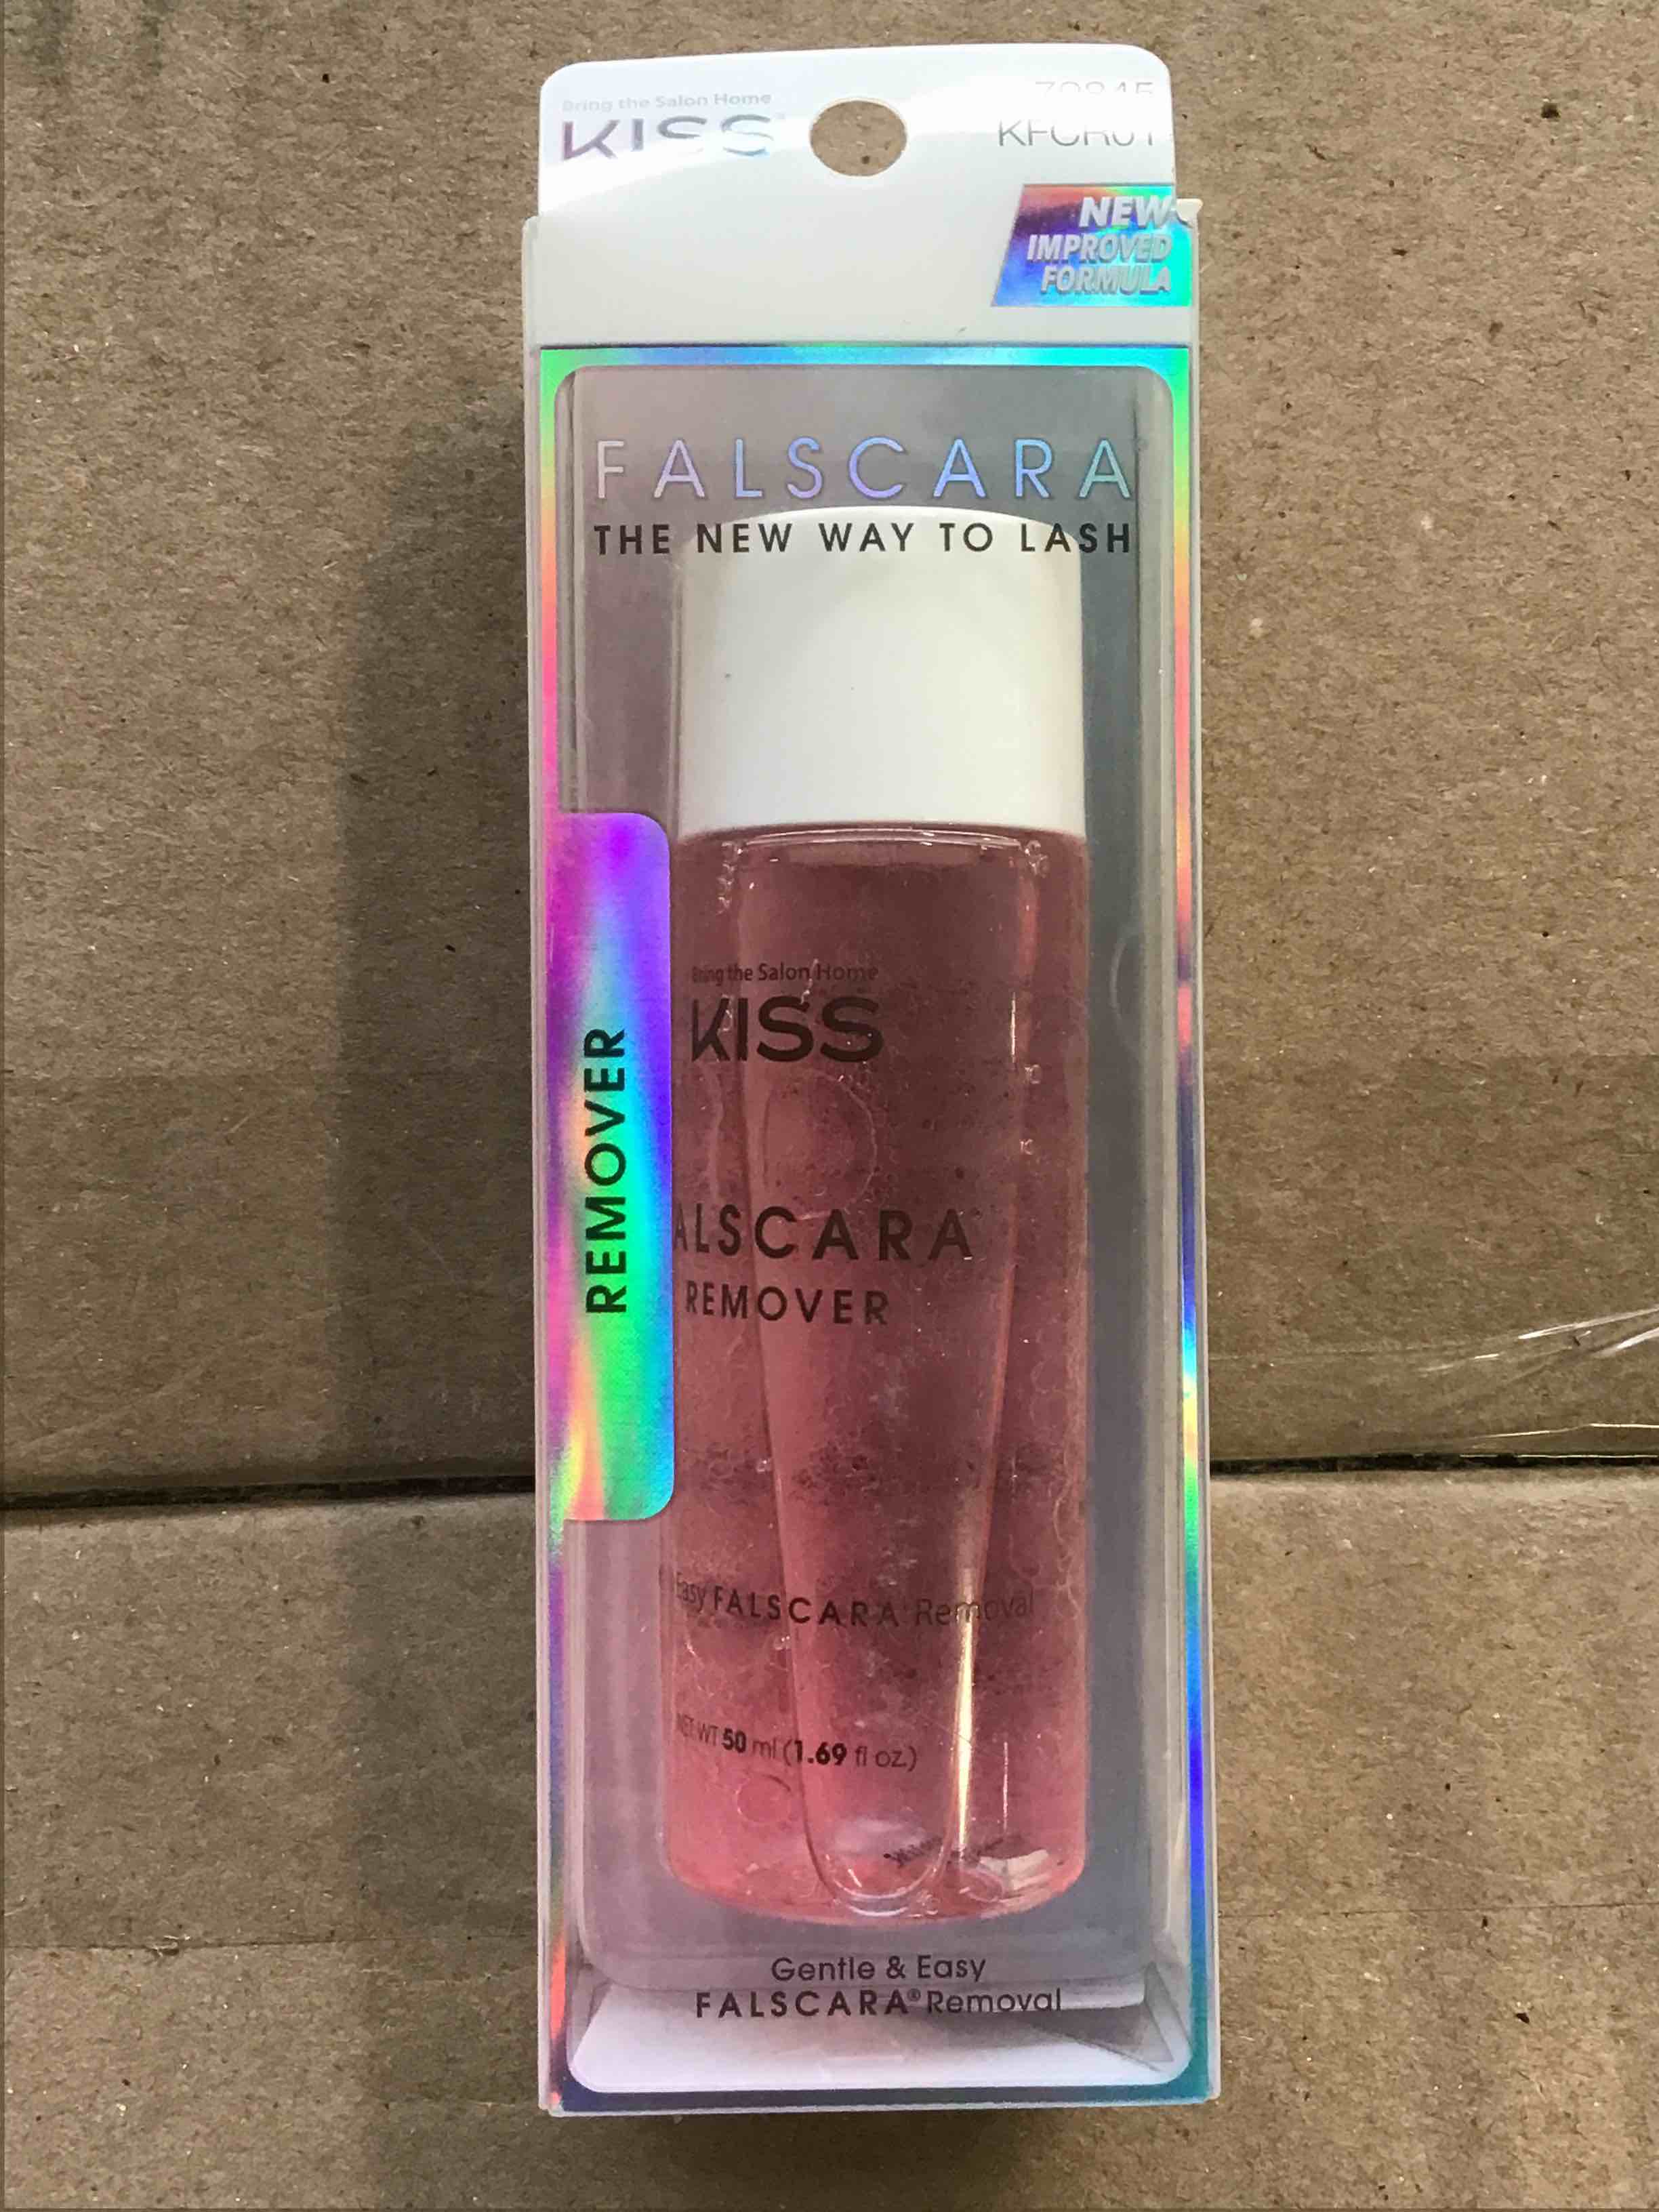 Bring the Salon Home
KISS
KFCR01
NEW
IMPROVED
FORMULA
FALSCARA
THE NEW WAY TO LASH
REMOVER
Bring the Salon Home
KISS
ALSCARA
REMOVER
Easy FALSCARA Removal
NET WT 50 ml (1.69 fl oz.)
Gentle & Easy
FALSCARA® Removal